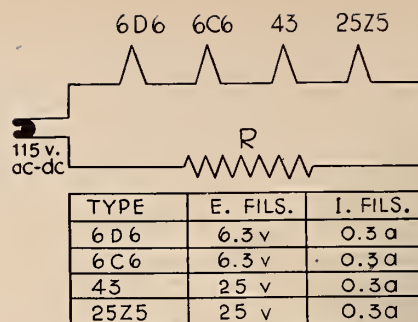 6D6 6C6 43 25Z5
115 v.
ac-dc
R
TYPE E. FILS. I. FILS.
6D6 6.3 v 0.3 a
6C6 6.3 v 0.3 a
43 25 v 0.3 a
25Z5 25 v 0.3 a